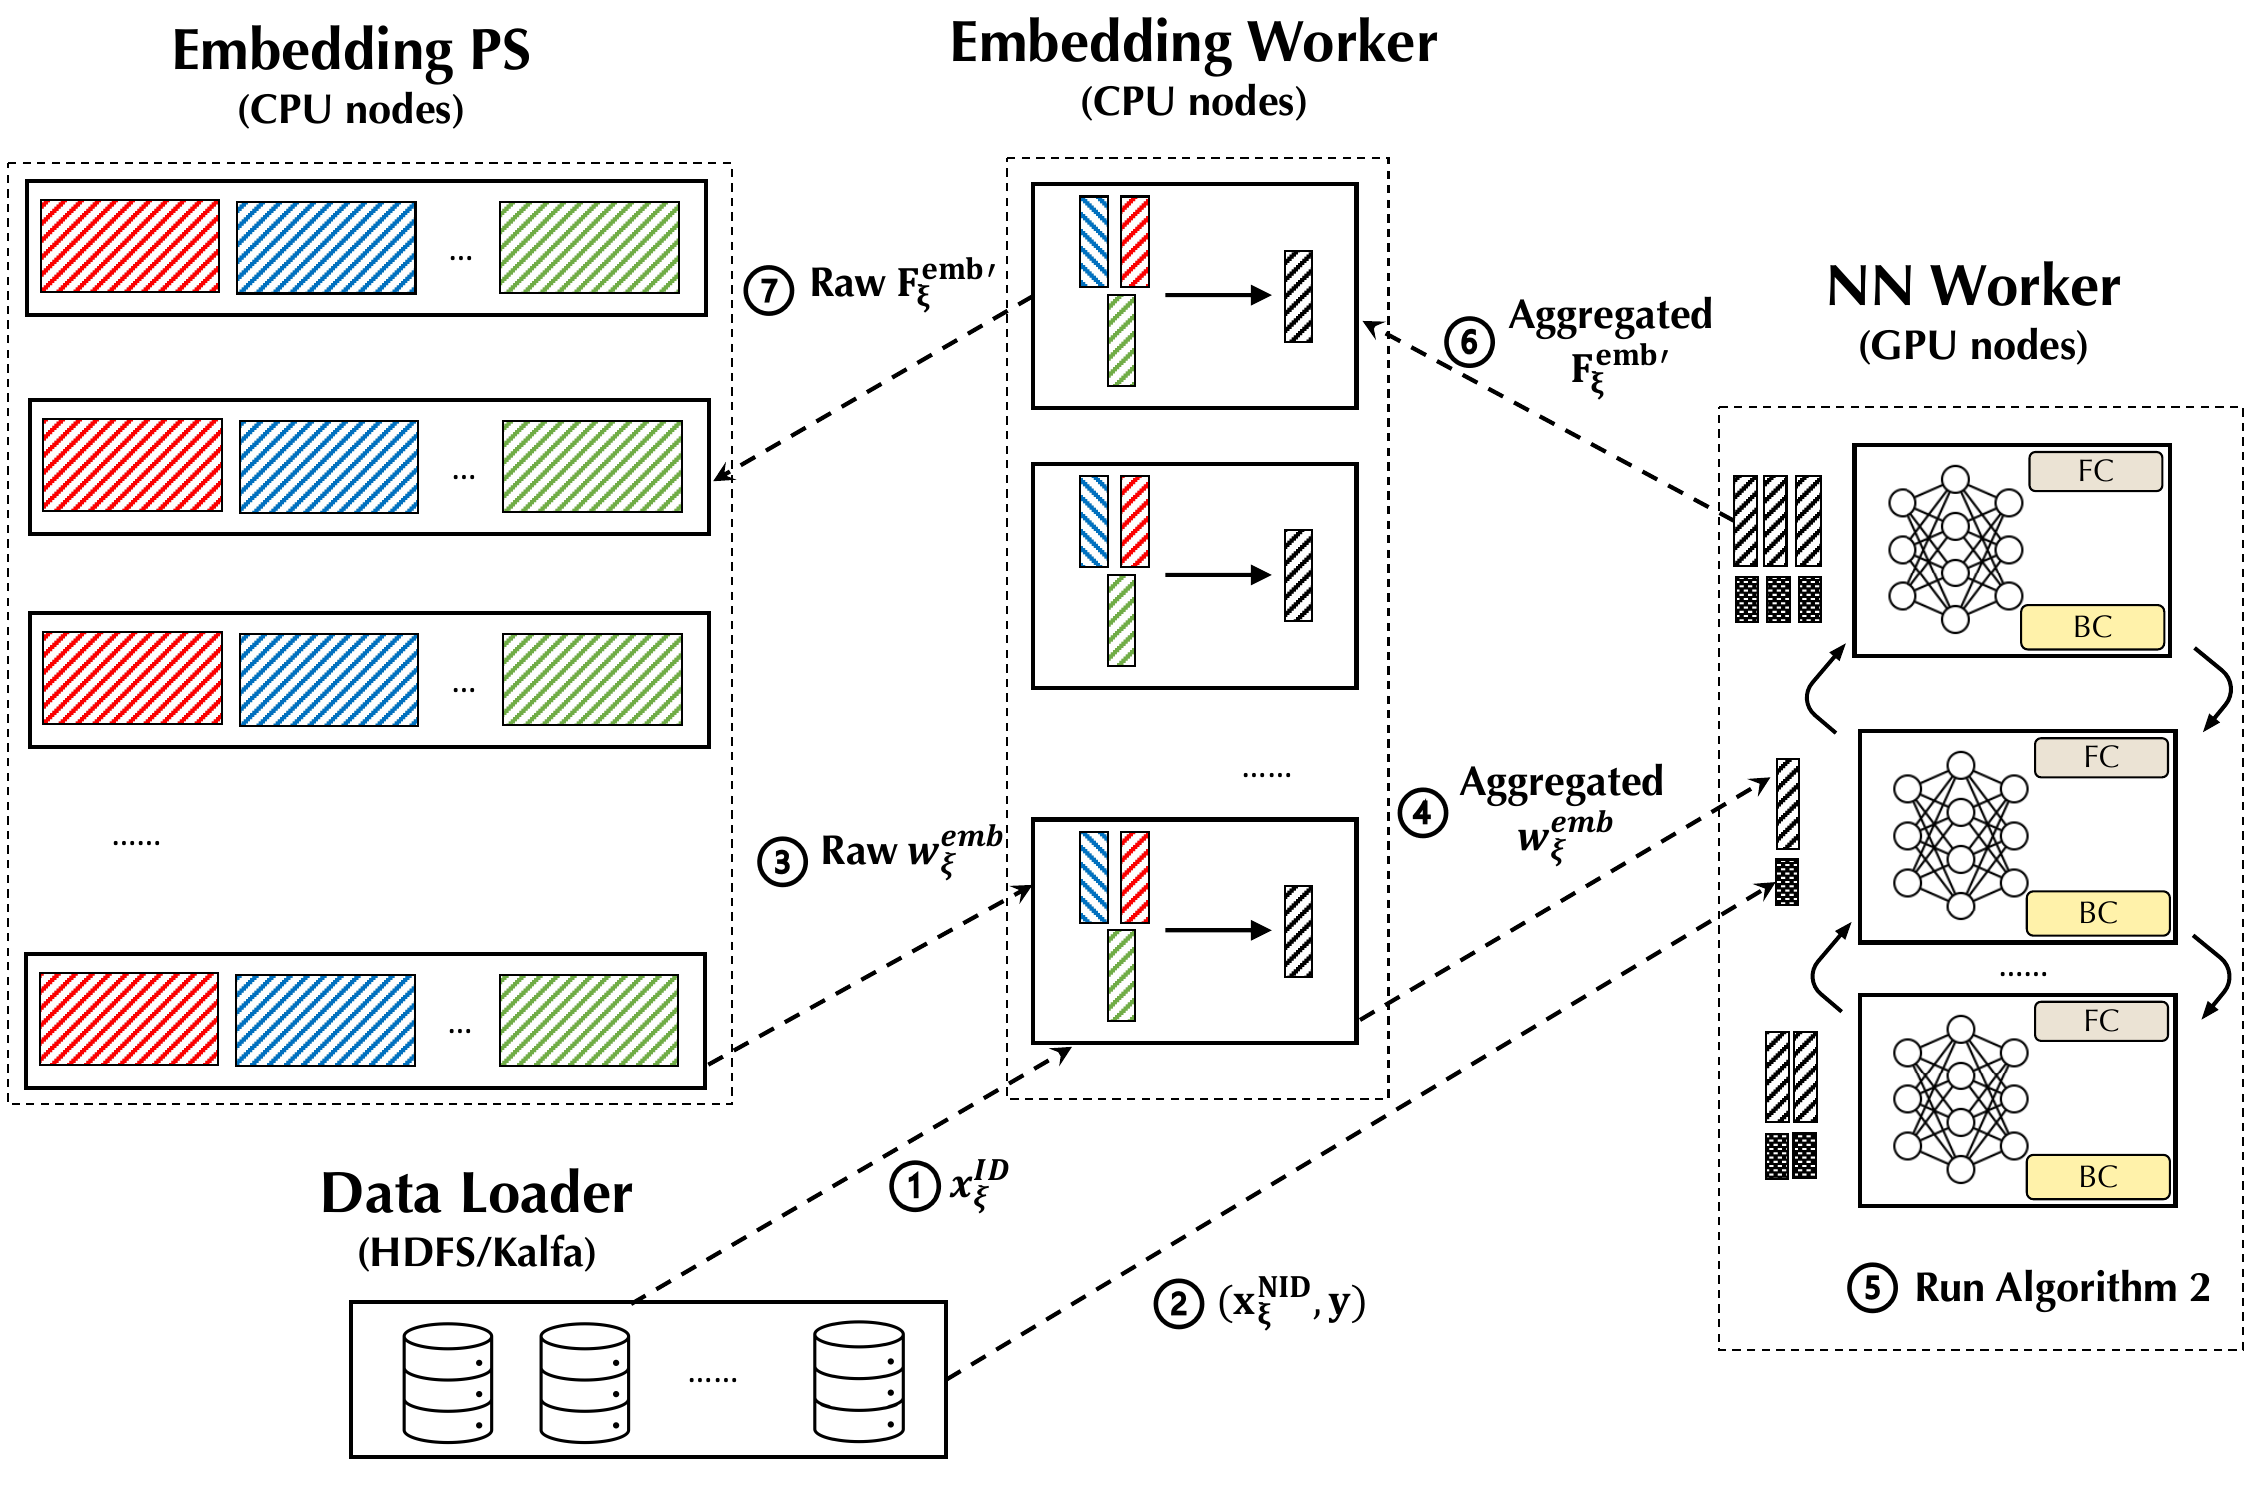 Embedding PS
(CPU nodes)
...
...
...
......
...
Embedding Worker
(CPU nodes)
......
⑦ Raw F_ξ^{emb′}
③ Raw w_ξ^{emb}
⑥ Aggregated
F_ξ^{emb′}
④ Aggregated
w_ξ^{emb}
NN Worker
(GPU nodes)
FC
BC
FC
BC
......
FC
BC
⑤ Run Algorithm 2
Data Loader
(HDFS/Kalfa)
......
① x_ξ^{ID}
② (x_ξ^{NID}, y)